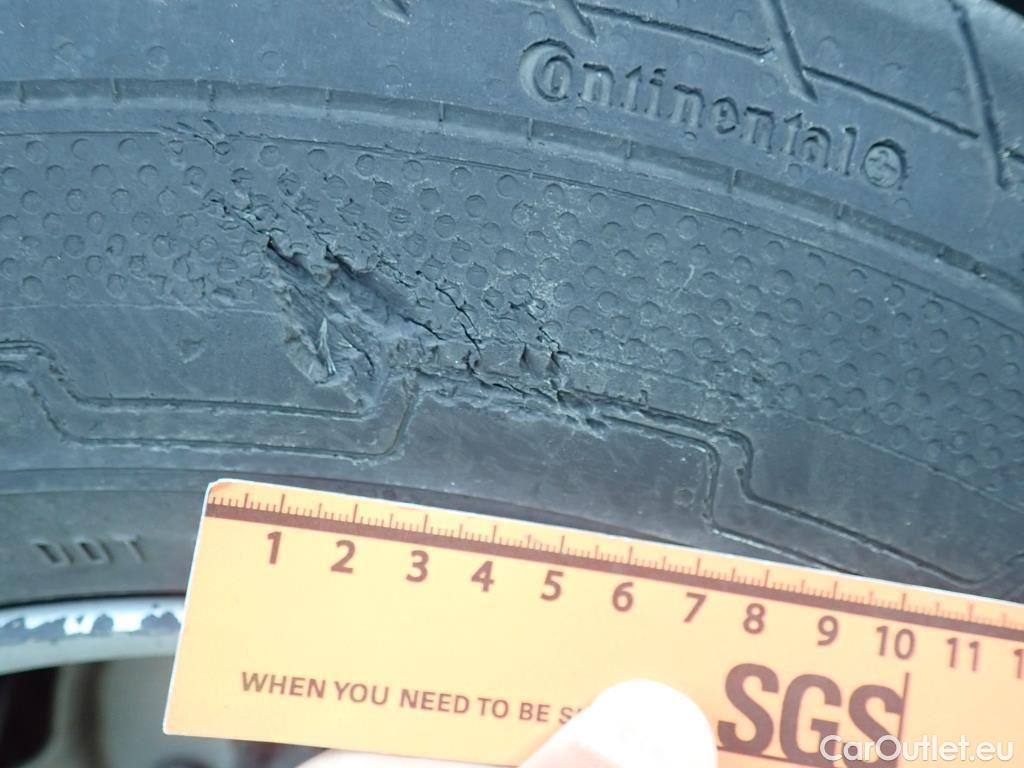 Continental
DOT
1 2 3 4 5 6 7 8 9 10 11
WHEN YOU NEED TO BE
SGS
CarOutlet.eu